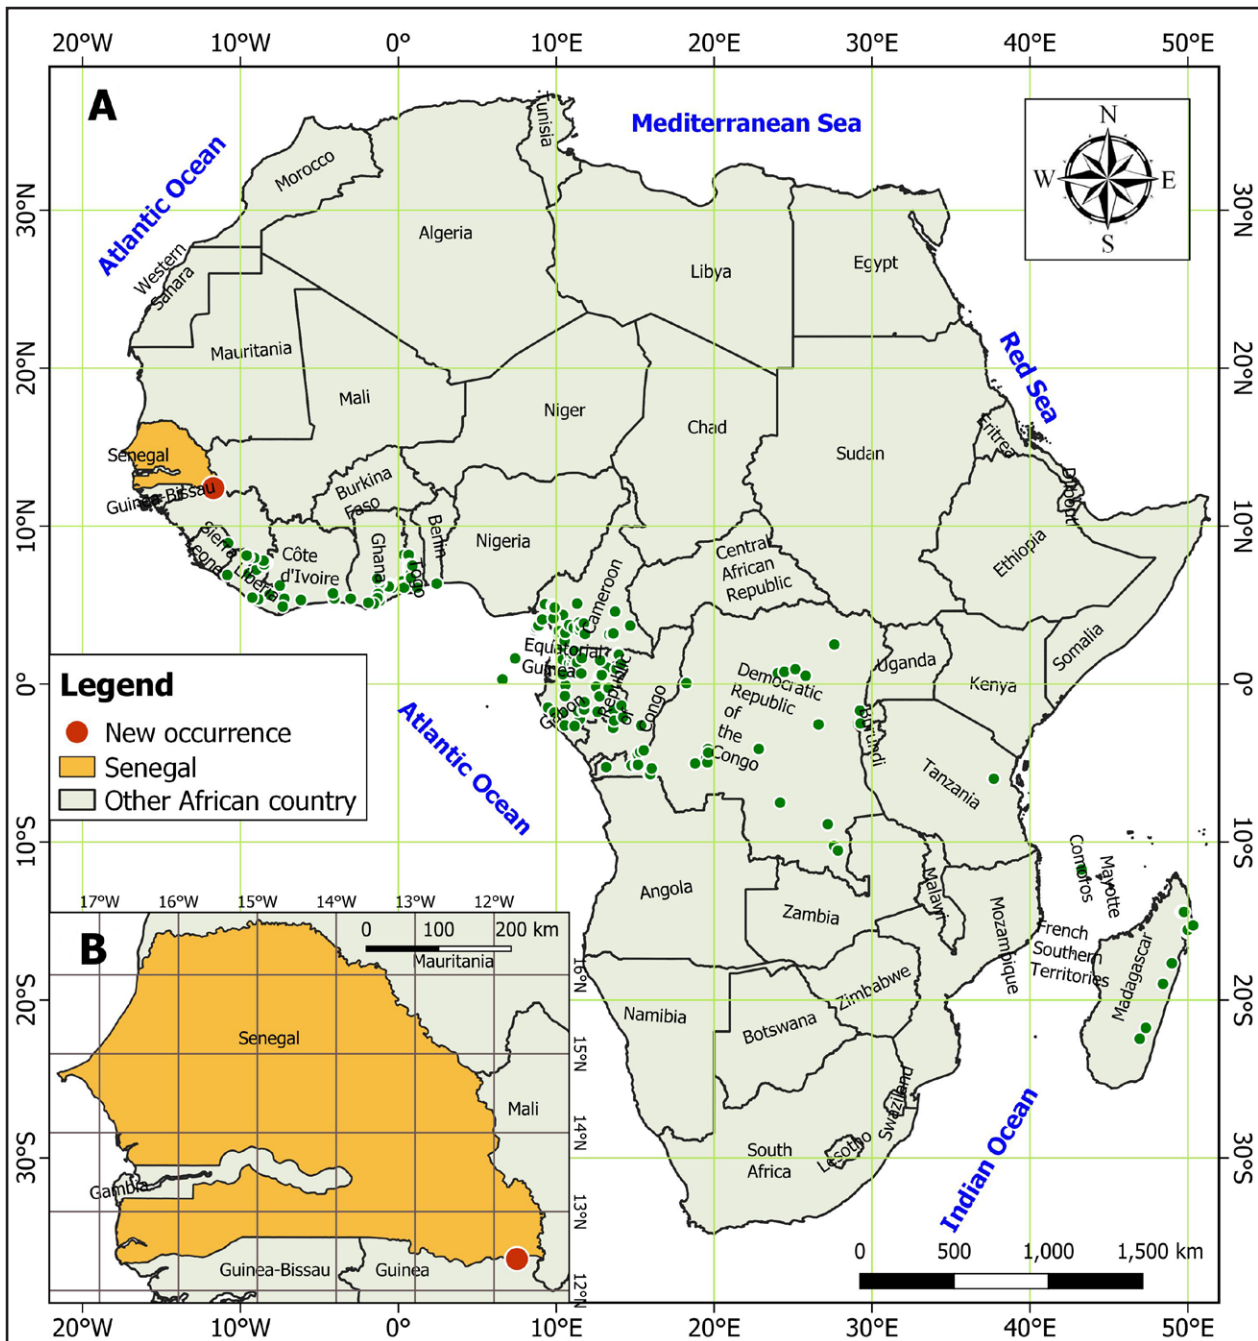 20°W 10°W 0° 10°E 20°E 30°E 40°E 50°E
A
Mediterranean Sea
Atlantic Ocean
N
W E
S
30°N
30°N
Tunisia
Morocco
Algeria
Libya
Egypt
Western
Sahara
Red Sea
20°N
20°N
Mauritania
Mali
Niger
Chad
Sudan
Eritrea
Djibouti
Senegal
Guinea-Bissau
Burkina
Faso
Benin
Nigeria
10°N
10°N
Sierra
Leone
Liberia
Côte
d'Ivoire
Ghana
Togo
Cameroon
Central
African
Republic
Ethiopia
Somalia
Equatorial
Guinea
Gabon
Republic
of
Congo
Democratic
Republic
of
the
Congo
Uganda
Kenya
Burundi
Tanzania
0°
0°
Legend
New occurrence
Senegal
Other African country
Atlantic Ocean
10°S
10°S
Comoros
Mayotte
Angola
Zambia
Malawi
Mozambique
French
Southern
Territories
Madagascar
Zimbabwe
Namibia
Botswana
20°S
20°S
Swaziland
Lesotho
South
Africa
Indian Ocean
30°S
30°S
0 500 1,000 1,500 km
17°W 16°W 15°W 14°W 13°W 12°W
B
0 100 200 km
Mauritania
16°N
Senegal
15°N
Mali
14°N
Gambia
13°N
Guinea-Bissau
Guinea
12°N
20°W 10°W 0° 10°E 20°E 30°E 40°E 50°E